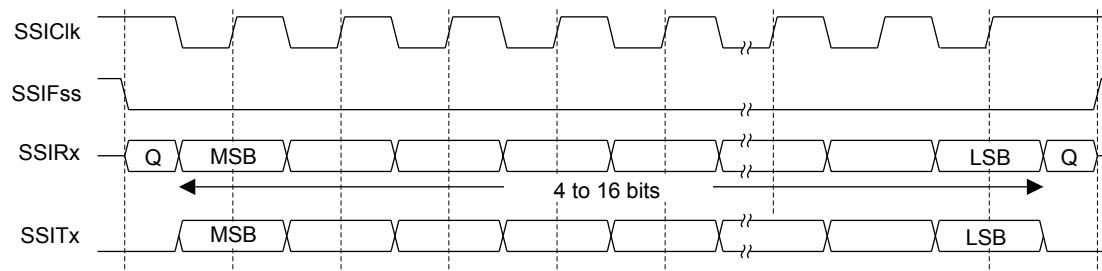 SSIClk
SSIFss
SSIRx Q MSB LSB Q
4 to 16 bits
SSITx MSB LSB